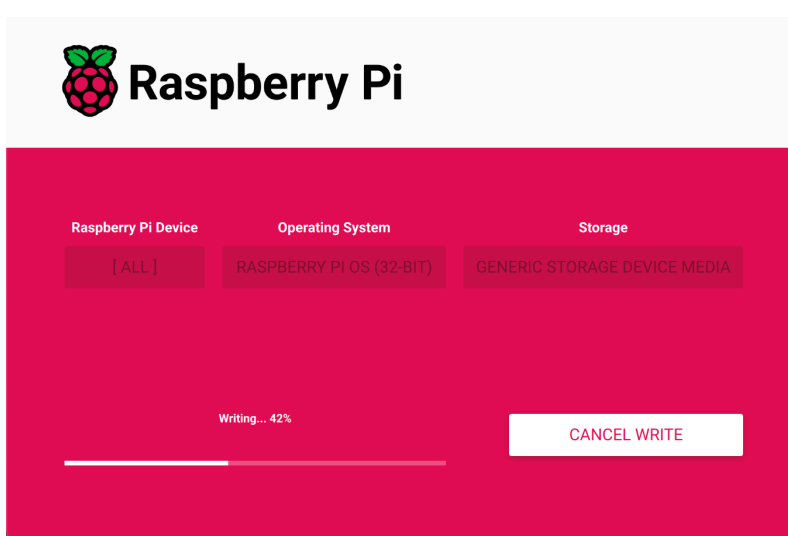 Raspberry Pi
Raspberry Pi Device
Operating System
Storage
[ ALL ]
RASPBERRY PI OS (32-BIT)
GENERIC STORAGE DEVICE MEDIA
Writing... 42%
CANCEL WRITE